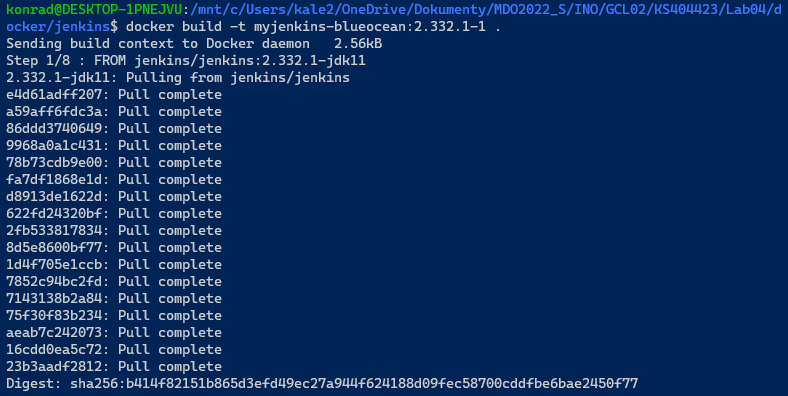 konrad@DESKTOP-1PNEJVU:/mnt/c/Users/kale2/OneDrive/Dokumenty/MDO2022_S/INO/GCL02/KS404423/Lab04/d
ocker/jenkins$ docker build -t myjenkins-blueocean:2.332.1-1 .
Sending build context to Docker daemon   2.56kB
Step 1/8 : FROM jenkins/jenkins:2.332.1-jdk11
2.332.1-jdk11: Pulling from jenkins/jenkins
e4d61adff207: Pull complete
a59aff6fdc3a: Pull complete
86ddd3740649: Pull complete
9968a0a1c431: Pull complete
78b73cdb9e00: Pull complete
fa7df1868e1d: Pull complete
d8913de1622d: Pull complete
622fd24320bf: Pull complete
2fb533817834: Pull complete
8d5e8600bf77: Pull complete
1d4f705e1ccb: Pull complete
7852c94bc2fd: Pull complete
7143138b2a84: Pull complete
75f30f83b234: Pull complete
aeab7c242073: Pull complete
16cdd0ea5c72: Pull complete
23b3aadf2812: Pull complete
Digest: sha256:b414f82151b865d3efd49ec27a944f624188d09fec58700cddfbe6bae2450f77